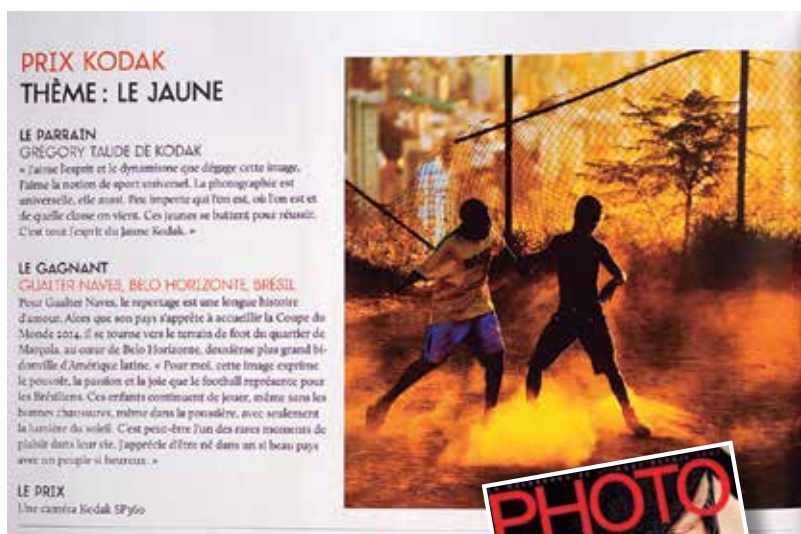 PRIX KODAK
THÈME : LE JAUNE
LE PARRAIN
GREGORY TAUDE DE KODAK
« J'aime l'esprit et le dynamisme que dégage cette image.
J'aime la notion de sport universel. La photographie est
universelle, elle aussi. Peu importe qui l'on est, où l'on est et
de quelle classe on vient. Ces jeunes se battent pour réussir.
C'est tout l'esprit du Jaune Kodak. »
LE GAGNANT
GUALTER NAVES, BELO HORIZONTE, BRÉSIL
Pour Gualter Naves, le reportage est une longue histoire
d'amour. Alors que son pays s'apprête à accueillir la Coupe du
Monde 2014, il se tourne vers le terrain de foot du quartier de
Marçola, au cœur de Belo Horizonte, deuxième plus grand bi-
donville d'Amérique latine. « Pour moi, cette image exprime
le pouvoir, la passion et la joie que le football représente pour
les Brésiliens. Ces enfants continuent de jouer, même sans les
bonnes chaussures, même dans la poussière, avec seulement
la lumière du soleil. C'est peut-être l'un des rares moments de
plaisir dans leur vie. J'apprécie d'être né dans un si beau pays
avec un peuple si heureux. »
LE PRIX
Une caméra Kodak SP360
PHOTO